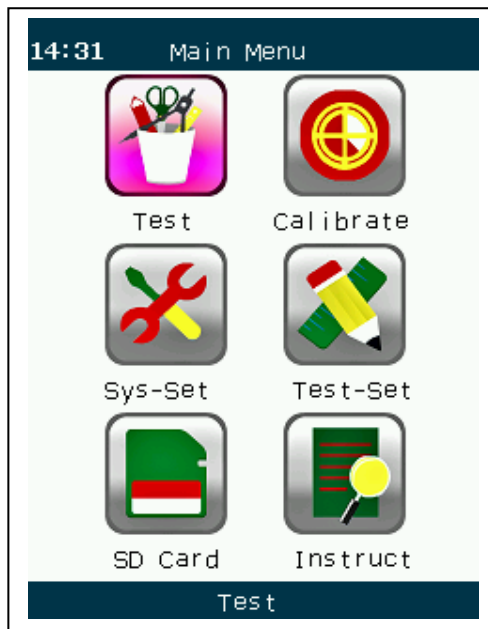 14:31 Main Menu
Test Calibrate
Sys-Set Test-Set
SD Card Instruct
Test